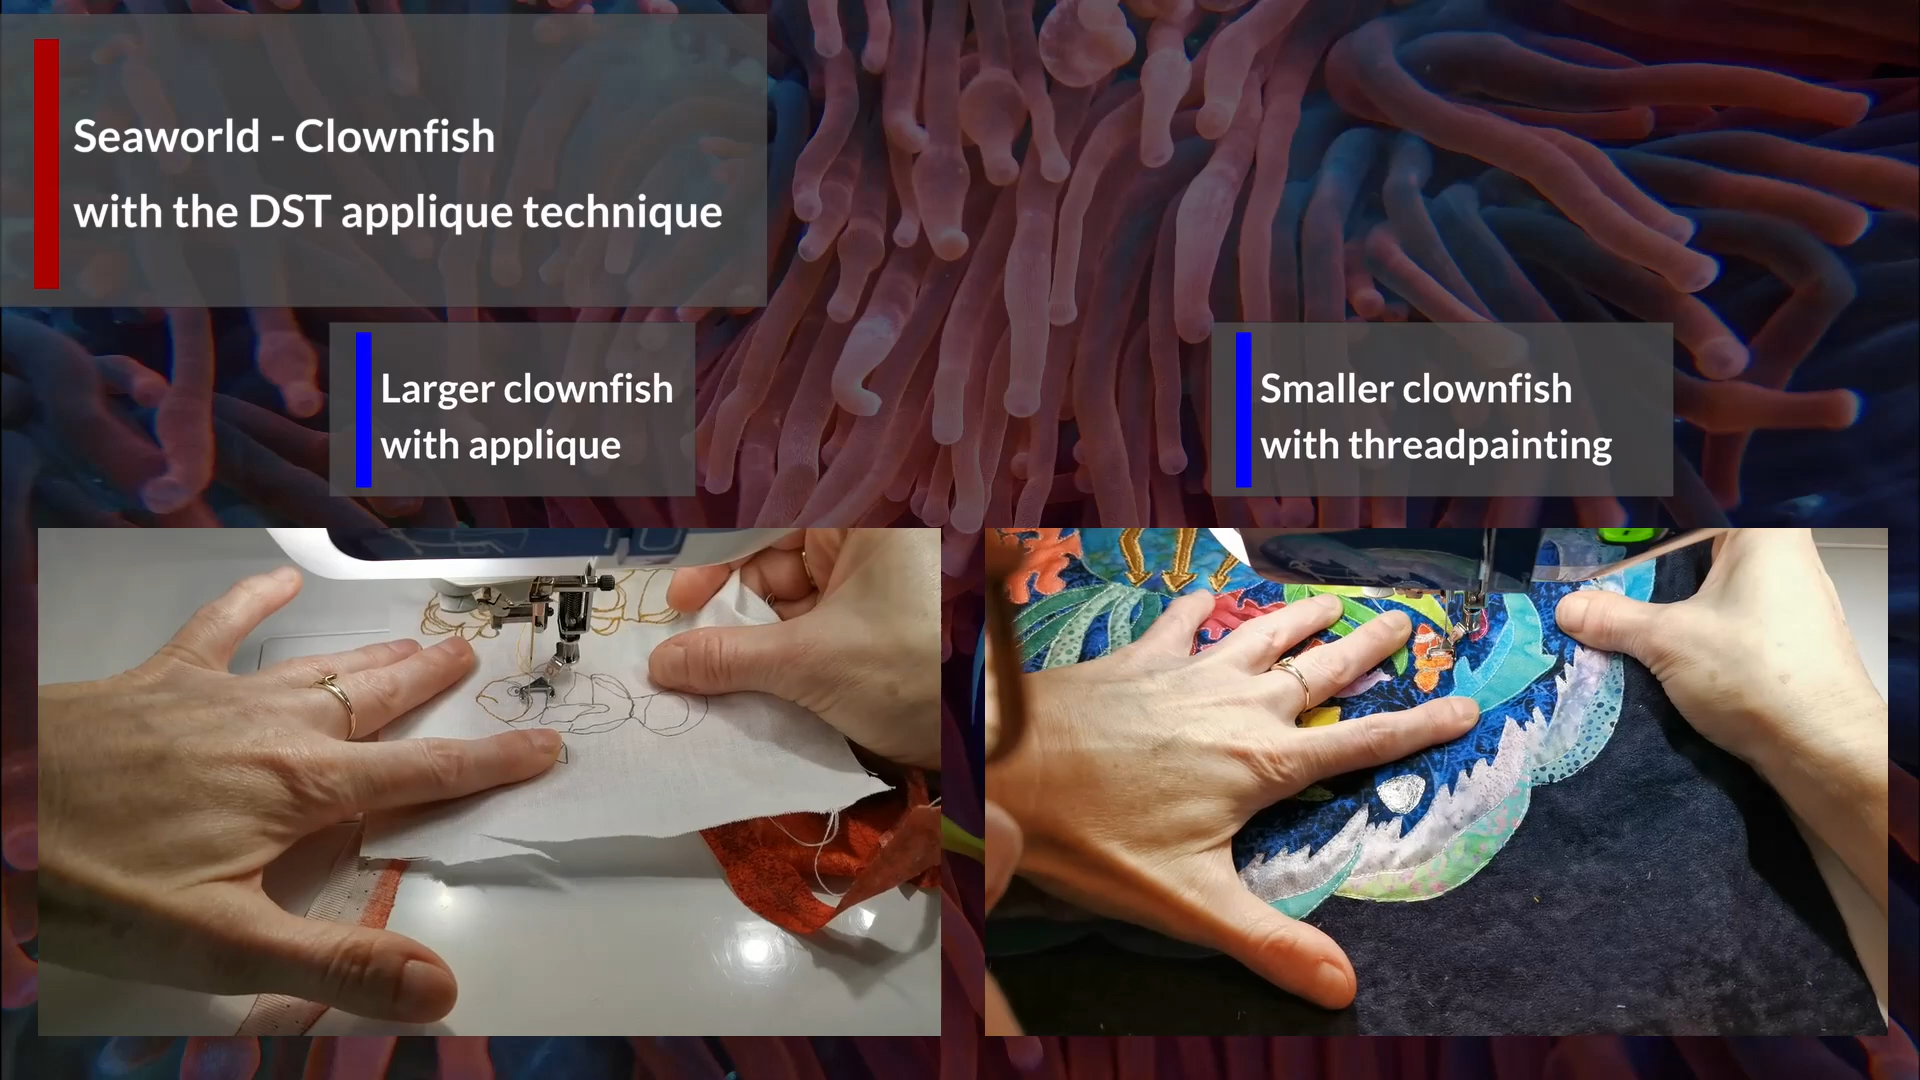 Seaworld - Clownfish
with the DST applique technique
Larger clownfish
with applique
Smaller clownfish
with threadpainting